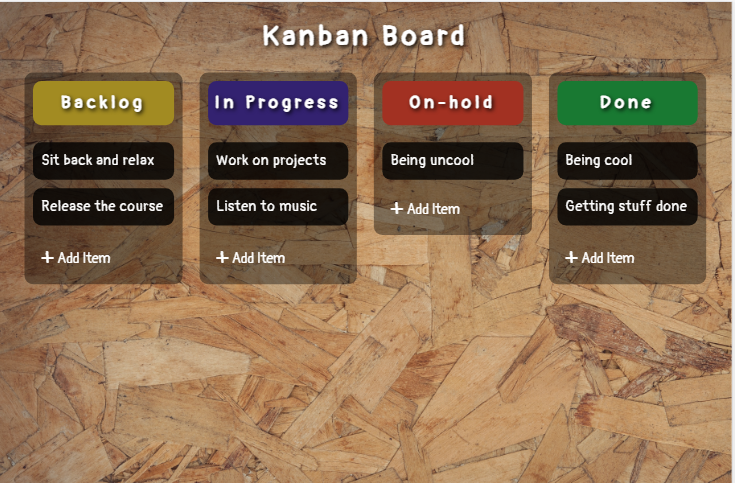 Kanban Board
Backlog
Sit back and relax
Release the course
+ Add Item
In Progress
Work on projects
Listen to music
+ Add Item
On-hold
Being uncool
+ Add Item
Done
Being cool
Getting stuff done
+ Add Item